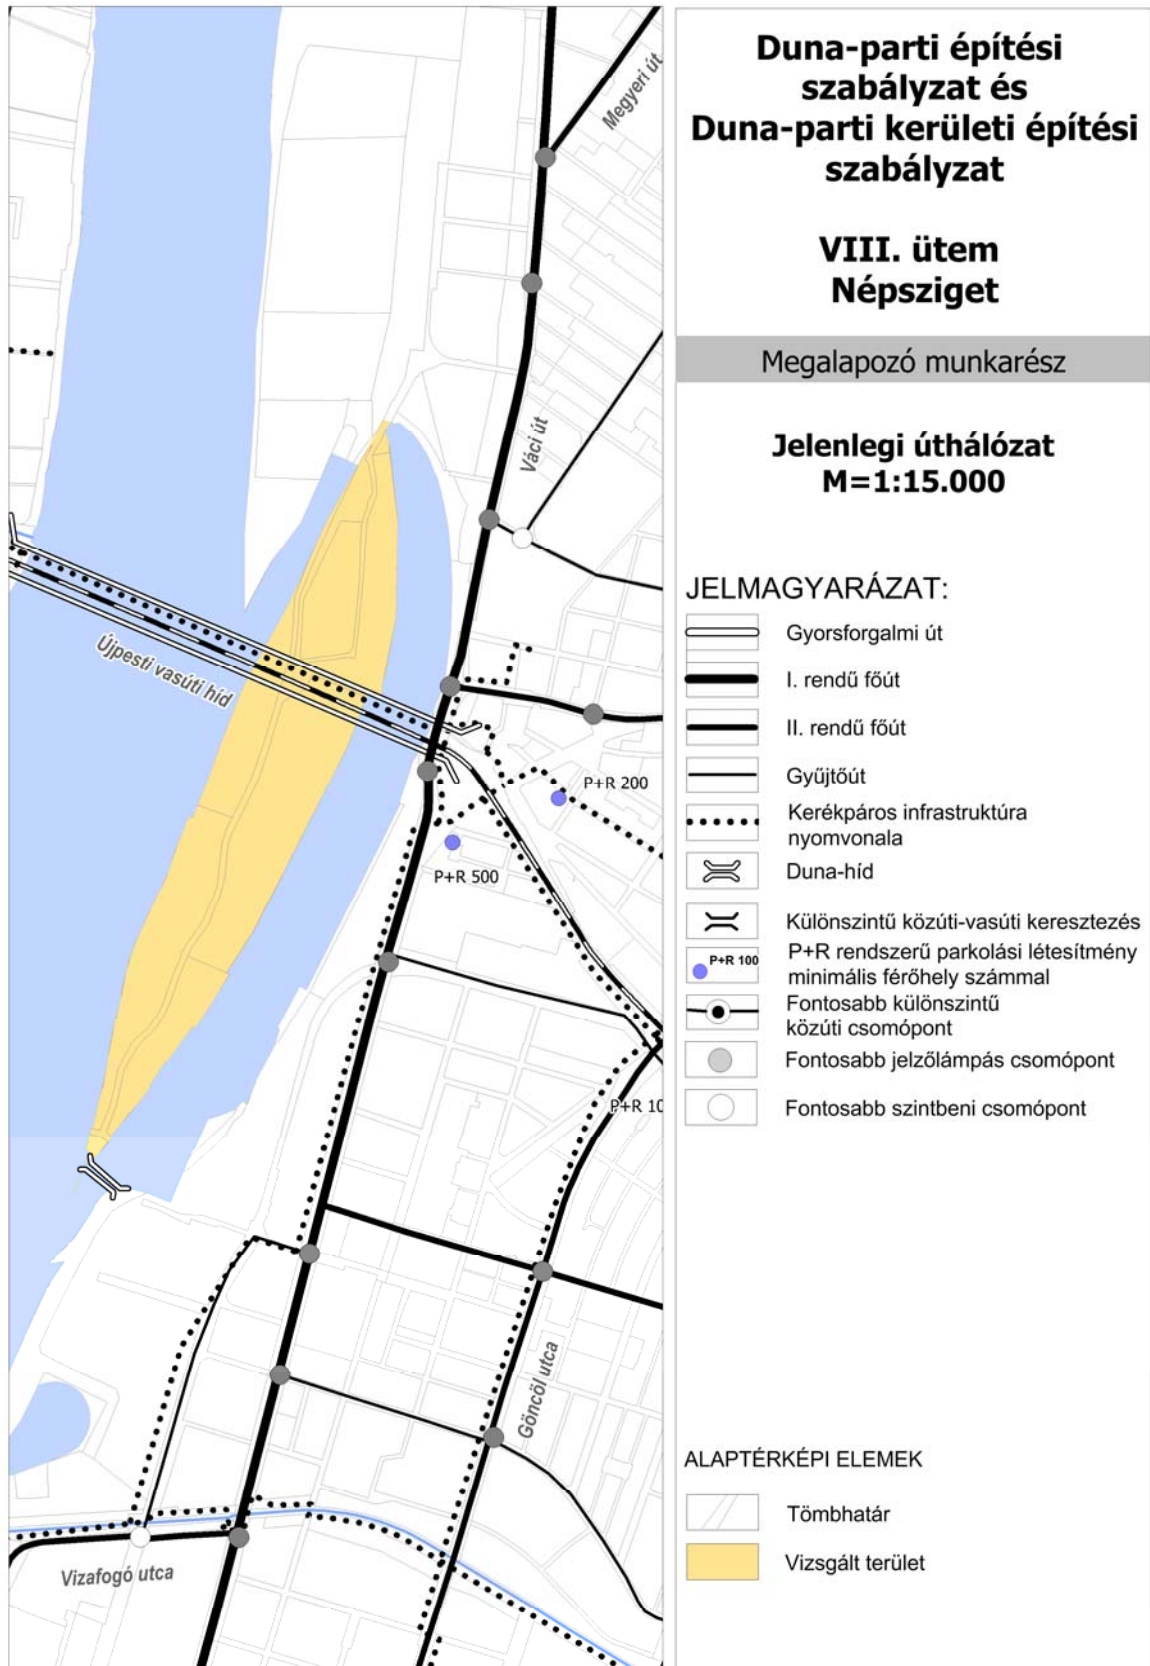 Duna-parti építési
szabályzat és
Duna-parti kerületi építési
szabályzat
VIII. ütem
Népsziget
Megalapozó munkarész
Jelenlegi úthálózat
M=1:15.000
JELMAGYARÁZAT:
Gyorsforgalmi út
I. rendű főút
II. rendű főút
Gyűjtőút
Kerékpáros infrastruktúra
nyomvonala
Duna-híd
Különszintű közúti-vasúti keresztezés
P+R 100
P+R rendszerű parkolási létesítmény
minimális férőhely számmal
Fontosabb különszintű
közúti csomópont
Fontosabb jelzőlámpás csomópont
Fontosabb szintbeni csomópont
ALAPTÉRKÉPI ELEMEK
Tömbhatár
Vizsgált terület
Megyeri út
Váci út
Újpesti vasúti híd
P+R 200
P+R 500
P+R 10
Göncöl utca
Vizafogó utca